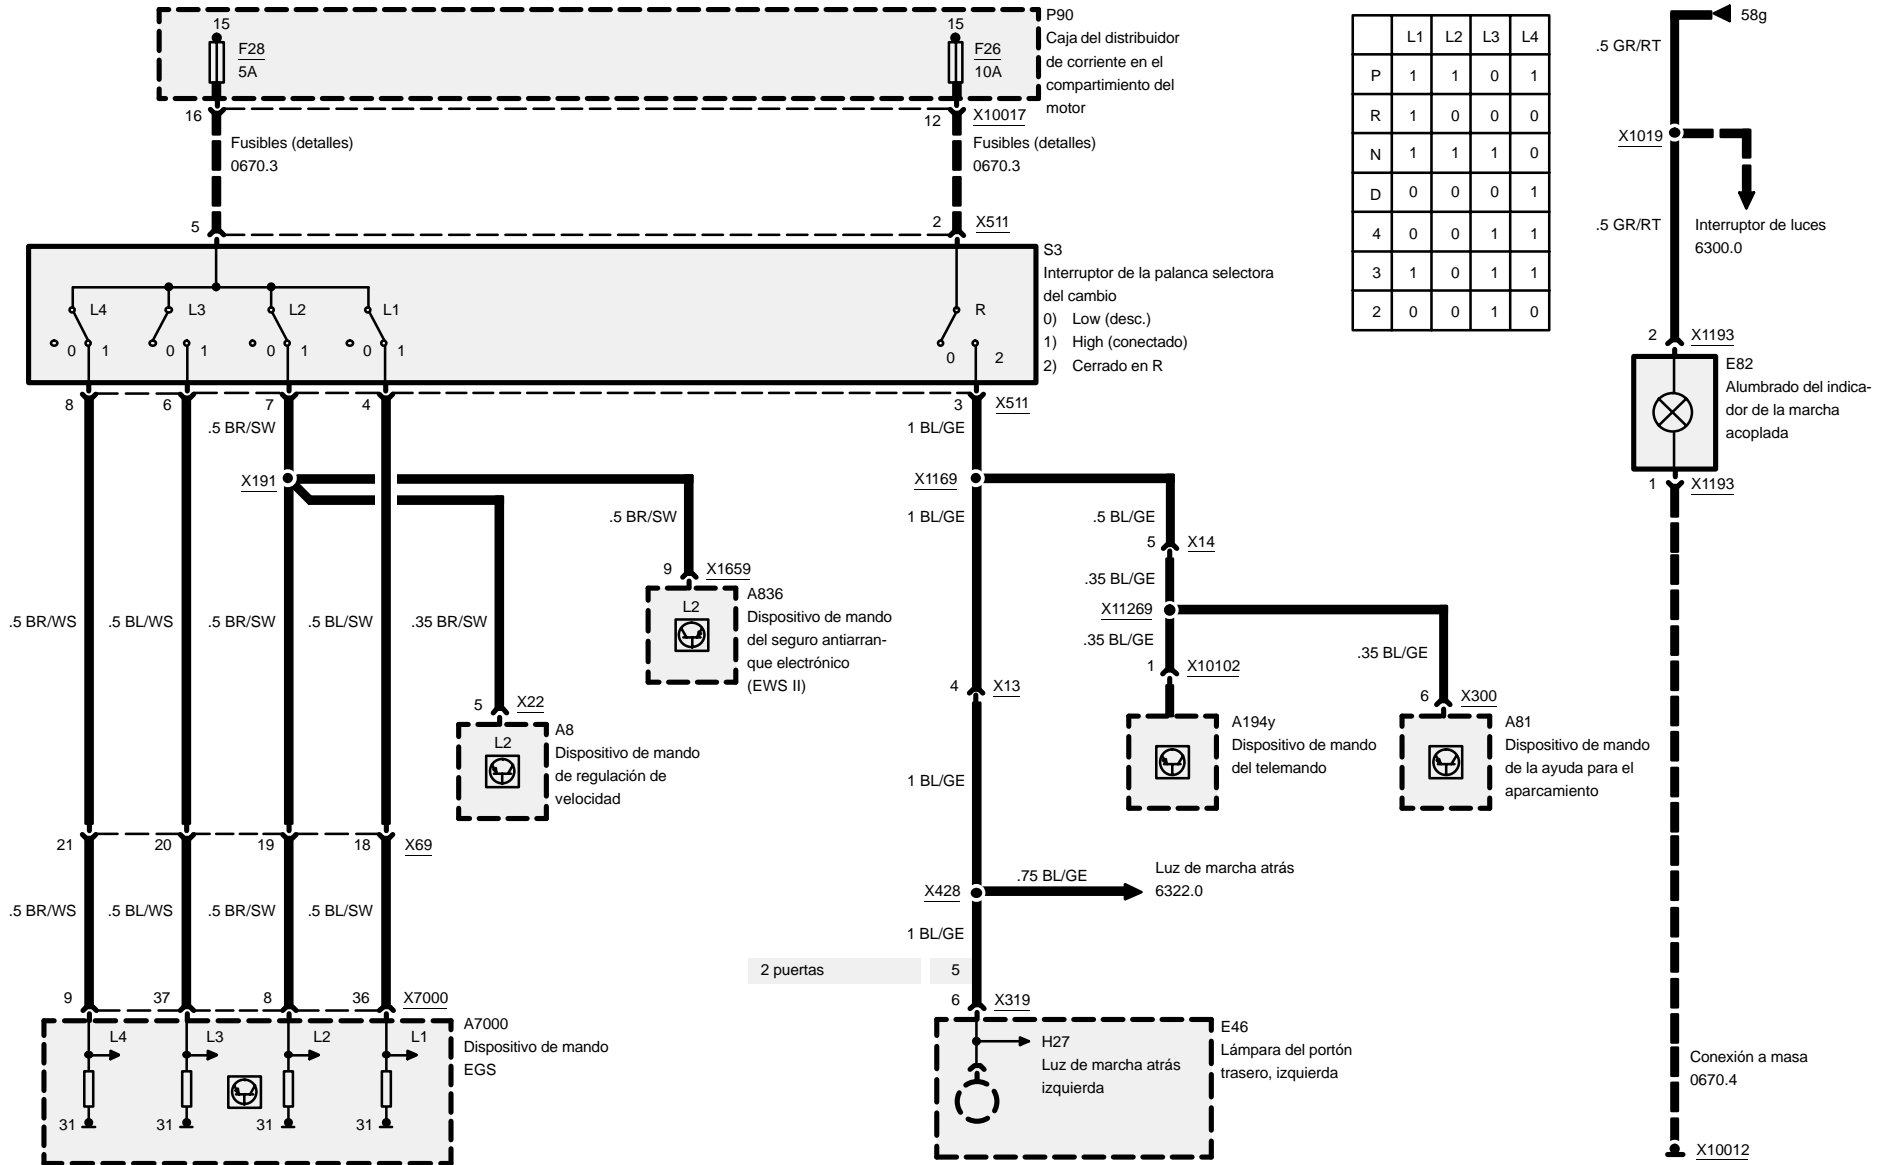 15
F28
5A
15
F26
10A
P90
Caja del distribuidor
de corriente en el
compartimiento del
motor
16
12
X10017
Fusibles (detalles)
0670.3
Fusibles (detalles)
0670.3
5
2
X511
S3
Interruptor de la palanca selectora
del cambio
0) Low (desc.)
1) High (conectado)
2) Cerrado en R
L4
L3
L2
L1
R
0 1
0 1
0 1
0 1
0 2
L1 L2 L3 L4
P 1 1 0 1
R 1 0 0 0
N 1 1 1 0
D 0 0 0 1
4 0 0 1 1
3 1 0 1 1
2 0 0 1 0
58g
.5 GR/RT
X1019
.5 GR/RT
Interruptor de luces
6300.0
2
X1193
E82
Alumbrado del indica-
dor de la marcha
acoplada
1
X1193
8
6
7
4
3
X511
.5 BR/SW
1 BL/GE
X191
X1169
1 BL/GE
.5 BR/SW
.5 BL/GE
5
X14
9
X1659
.35 BL/GE
A836
L2
Dispositivo de mando
del seguro antiarran-
que electrónico
(EWS II)
X11269
.5 BR/WS
.5 BL/WS
.5 BR/SW
.5 BL/SW
.35 BR/SW
.35 BL/GE
.35 BL/GE
1
X10102
4
X13
6
X300
5
X22
A8
L2
Dispositivo de mando
de regulación de
velocidad
A194y
Dispositivo de mando
del telemando
A81
Dispositivo de mando
de la ayuda para el
aparcamiento
1 BL/GE
21
20
19
18
X69
X428
.75 BL/GE
Luz de marcha atrás
6322.0
.5 BR/WS
.5 BL/WS
.5 BR/SW
.5 BL/SW
1 BL/GE
2 puertas
5
9
37
8
36
X7000
6
X319
A7000
Dispositivo de mando
EGS
L4
L3
L2
L1
31
31
31
31
H27
Luz de marcha atrás
izquierda
E46
Lámpara del portón
trasero, izquierda
Conexión a masa
0670.4
X10012